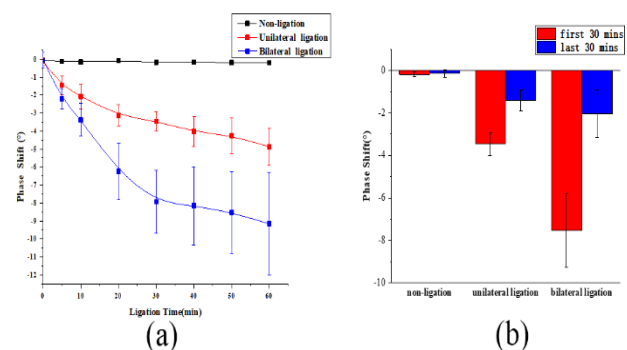 Non-ligation
Unilateral ligation
Bilateral ligation
0
-1
-2
-3
-4
-5
-6
-7
-8
-9
-10
-11
-12
Phase Shift (°)
0 10 20 30 40 50 60
Ligation Time(min)
(a)
first 30 mins
last 30 mins
0
-2
-4
-6
-8
-10
Phase Shift(°)
non-ligation unilateral ligation bilateral ligation
(b)